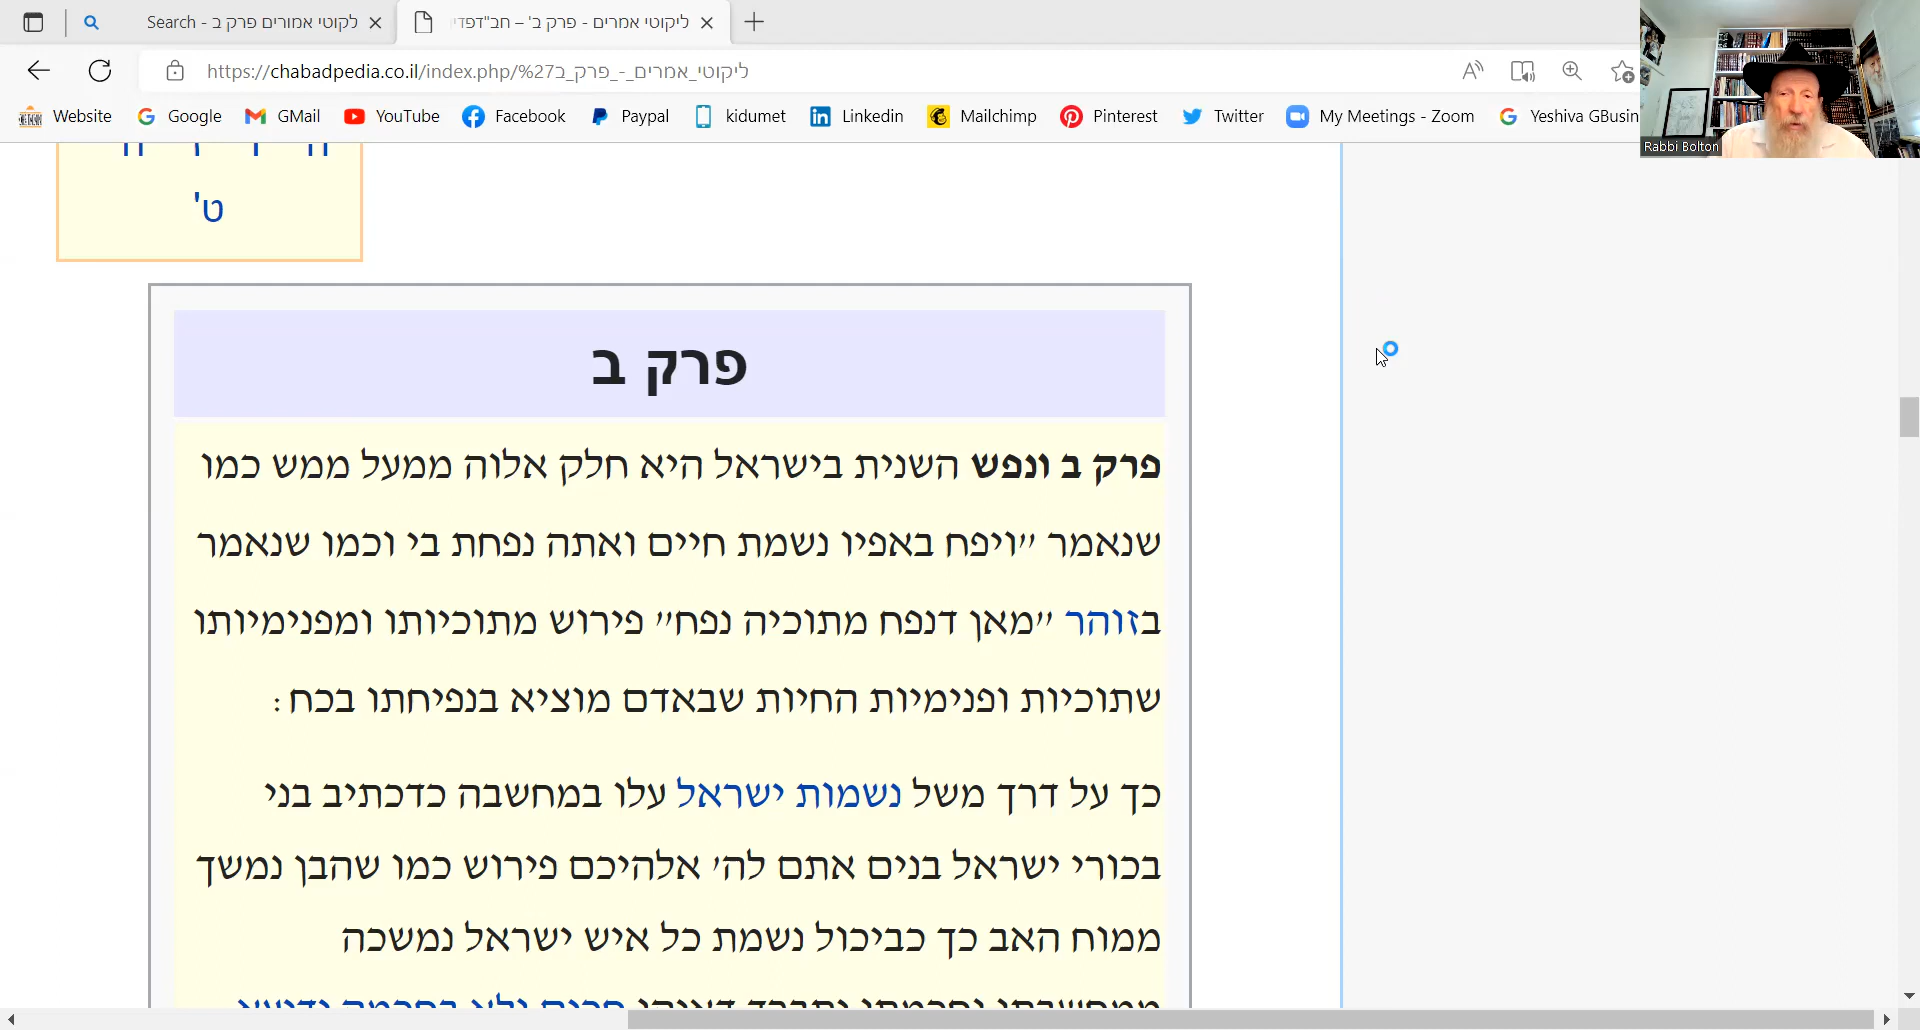 Search - לקוטי אמורים פרק ב
ליקוטי אמרים - פרק ב' – חב"דפדי
https://chabadpedia.co.il/index.php/%27ליקוטי_אמרים_-_פרק_ב
Website Google GMail YouTube Facebook Paypal kidumet Linkedin Mailchimp Pinterest Twitter My Meetings - Zoom Yeshiva GBusin
Rabbi Bolton
ט'
פרק ב
פרק ב ונפש השנית בישראל היא חלק אלוה ממעל ממש כמו
שנאמר ״ויפח באפיו נשמת חיים ואתה נפחת בי וכמו שנאמר
בזוהר ״מאן דנפח מתוכיה נפח״ פירוש מתוכיותו ומפנימיותו
שתוכיות ופנימיות החיות שבאדם מוציא בנפיחתו בכח:
כך על דרך משל נשמות ישראל עלו במחשבה כדכתיב בני
בכורי ישראל בנים אתם לה׳ אלהיכם פירוש כמו שהבן נמשך
ממוח האב כך כביכול נשמת כל איש ישראל נמשכה